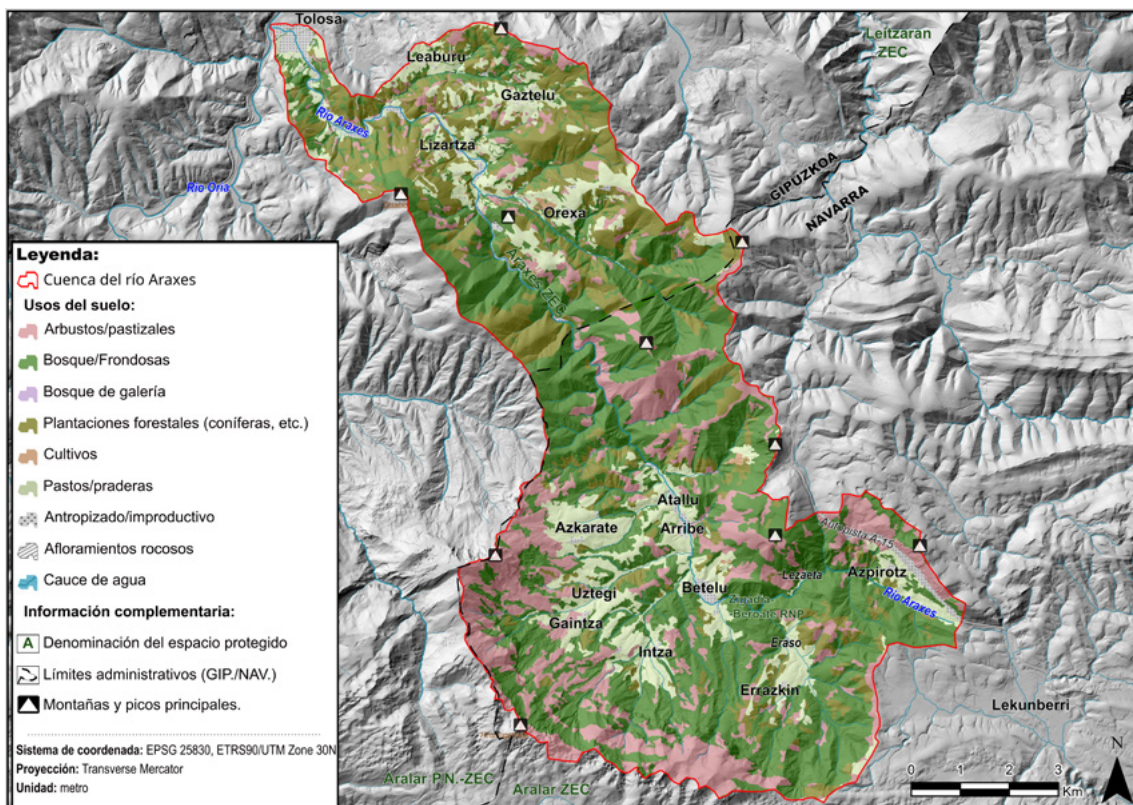 Tolosa
Leitzaran
ZEC
Leaburu
Gaztelu
Río Araxes
Lizartza
GIPUZKOA
NAVARRA
Río Oria
Orexa
Araxes ZEC
Leyenda:
Cuenca del río Araxes
Usos del suelo:
Arbustos/pastizales
Bosque/Frondosas
Bosque de galería
Plantaciones forestales (coníferas, etc.)
Cultivos
Pastos/praderas
Antropizado/improductivo
Afloramientos rocosos
Cauce de agua
Información complementaria:
A Denominación del espacio protegido
Límites administrativos (GIP./NAV.)
Montañas y picos principales.
Sistema de coordenada: EPSG 25830, ETRS90/UTM Zone 30N
Proyección: Transverse Mercator
Unidad: metro
Atallu
Azkarate
Arribe
Autopista A-15
Lezaeta
Azpirotz
Betelu
Uztegi
Río Araxes
Beroate RNP
Gaintza
Intza
Eraso
Errazkin
Lekunberri
N
Aralar P.N.-ZEC
Aralar ZEC
0 1 2 3
Km